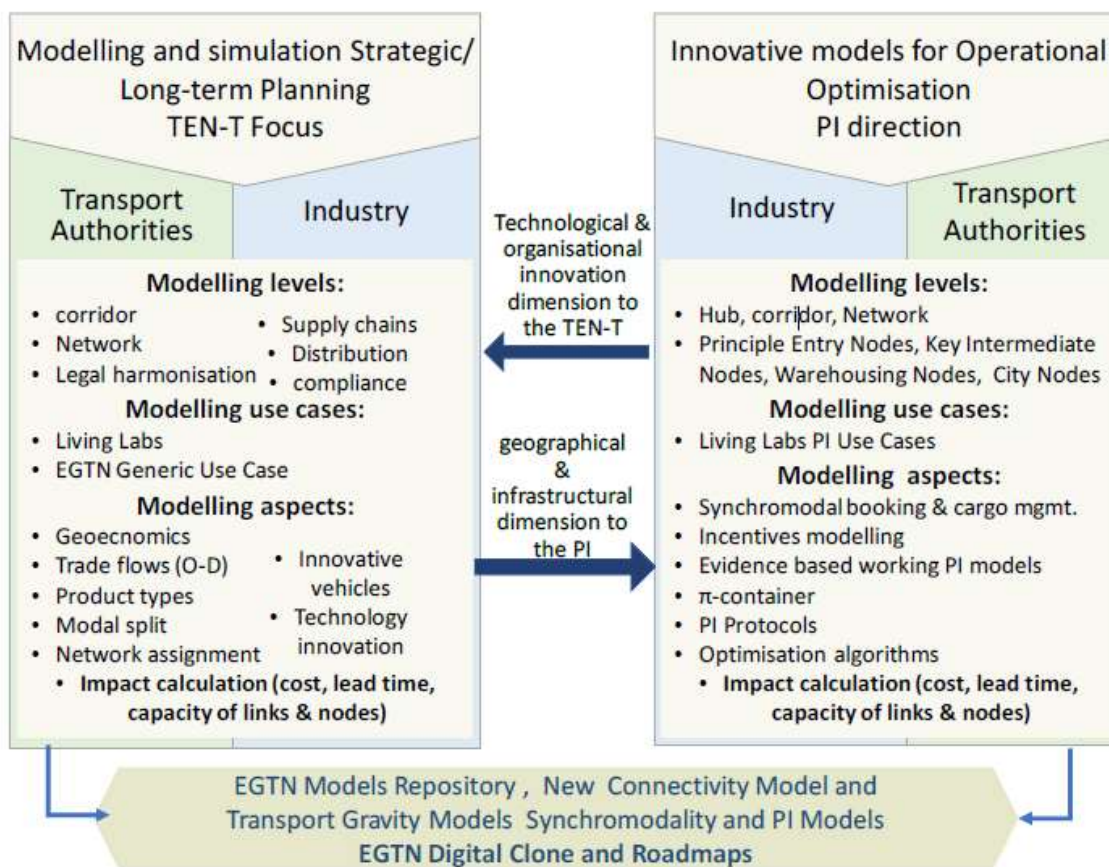 Modelling and simulation Strategic/
Long-term Planning
TEN-T Focus
Transport
Authorities
Industry
Modelling levels:
• corridor
• Network
• Legal harmonisation
• Supply chains
• Distribution
• compliance
Modelling use cases:
• Living Labs
• EGTN Generic Use Case
Modelling aspects:
• Geoecnomics
• Trade flows (O-D)
• Product types
• Modal split
• Network assignment
• Innovative
vehicles
• Technology
innovation
• Impact calculation (cost, lead time,
capacity of links & nodes)
Technological &
organisational
innovation
dimension to
the TEN-T
geographical
&
infrastructural
dimension to
the PI
Innovative models for Operational
Optimisation
PI direction
Industry
Transport
Authorities
Modelling levels:
• Hub, corridor, Network
• Principle Entry Nodes, Key Intermediate
Nodes, Warehousing Nodes, City Nodes
Modelling use cases:
• Living Labs PI Use Cases
Modelling aspects:
• Synchromodal booking & cargo mgmt.
• Incentives modelling
• Evidence based working PI models
• π-container
• PI Protocols
• Optimisation algorithms
• Impact calculation (cost, lead time,
capacity of links & nodes)
EGTN Models Repository , New Connectivity Model and
Transport Gravity Models Synchromodality and PI Models
EGTN Digital Clone and Roadmaps